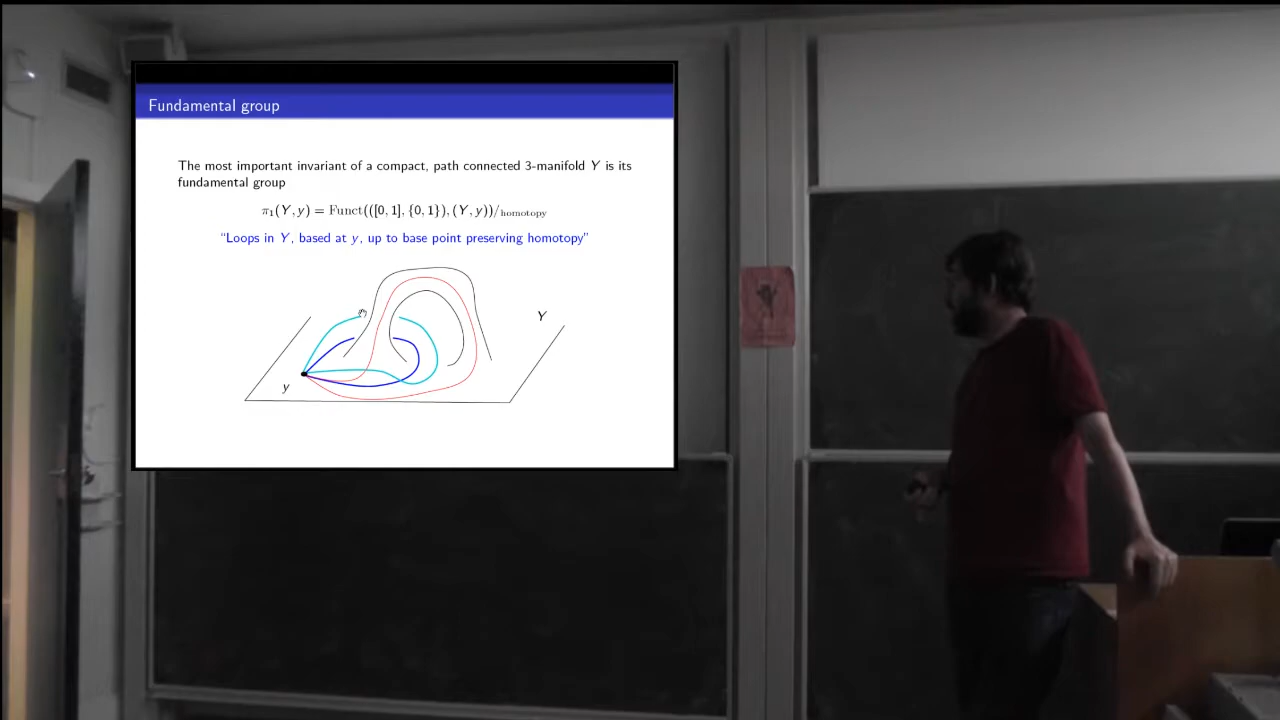 Fundamental group
The most important invariant of a compact, path connected 3-manifold Y is its
fundamental group
π₁(Y, y) = Funct(([0, 1], {0, 1}), (Y, y))/homotopy
“Loops in Y, based at y, up to base point preserving homotopy”
Y
y